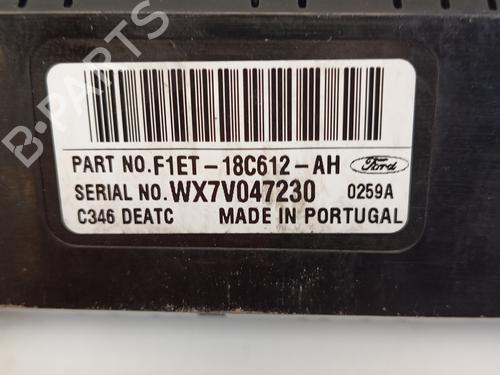 B-PARTS
PART NO. F1ET-18C612-AH Ford
SERIAL NO. WX7V047230 0259A
C346 DEATC MADE IN PORTUGAL